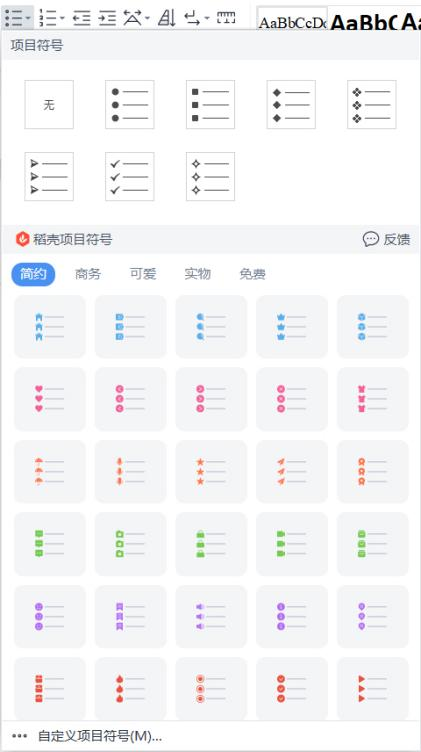 AaBbCcDd AaBb( Aa
项目符号
无
稻壳项目符号 反馈
简约 商务 可爱 实物 免费
自定义项目符号(M)...